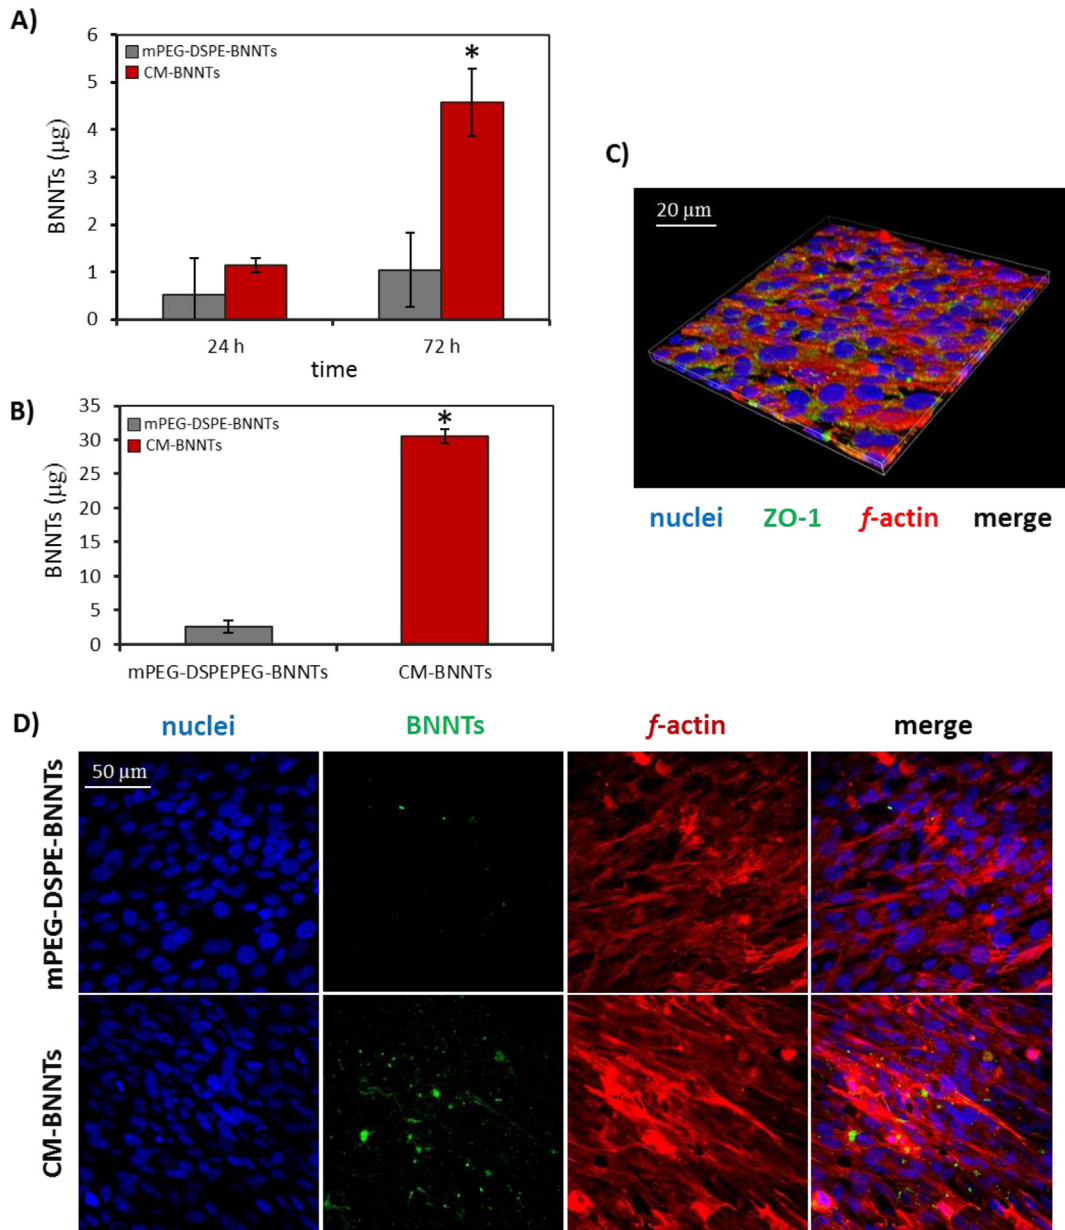 A)
6
5
4
3
2
1
0
BNNTs (µg)
mPEG-DSPE-BNNTs
CM-BNNTs
*
24 h
72 h
time
B)
35
30
25
20
15
10
5
0
BNNTs (µg)
mPEG-DSPE-BNNTs
CM-BNNTs
*
mPEG-DSPEPEG-BNNTs
CM-BNNTs
C)
20 µm
nuclei ZO-1 f-actin merge
D)
nuclei BNNTs f-actin merge
50 µm
mPEG-DSPE-BNNTs
CM-BNNTs